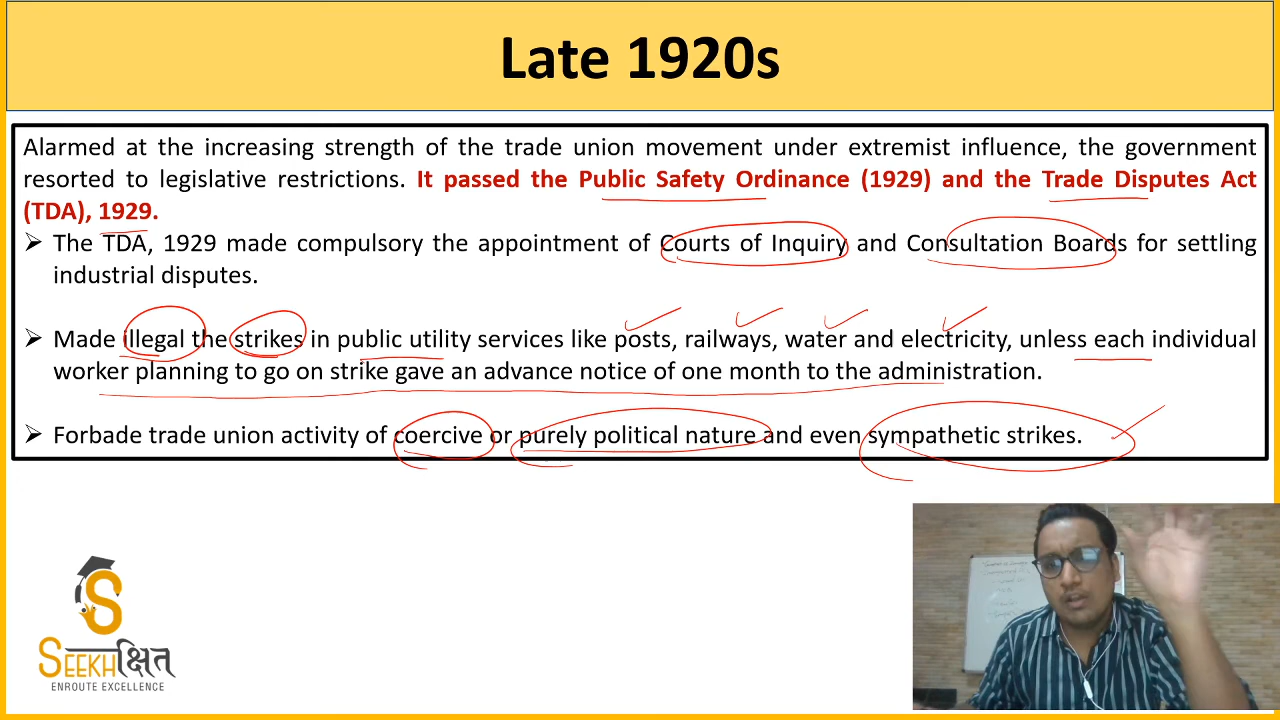 Late 1920s
Alarmed at the increasing strength of the trade union movement under extremist influence, the government
resorted to legislative restrictions. It passed the Public Safety Ordinance (1929) and the Trade Disputes Act
(TDA), 1929.
➢ The TDA, 1929 made compulsory the appointment of Courts of Inquiry and Consultation Boards for settling
industrial disputes.
➢ Made illegal the strikes in public utility services like posts, railways, water and electricity, unless each individual
worker planning to go on strike gave an advance notice of one month to the administration.
➢ Forbade trade union activity of coercive or purely political nature and even sympathetic strikes.
S
SEEKHक्षित
ENROUTE EXCELLENCE